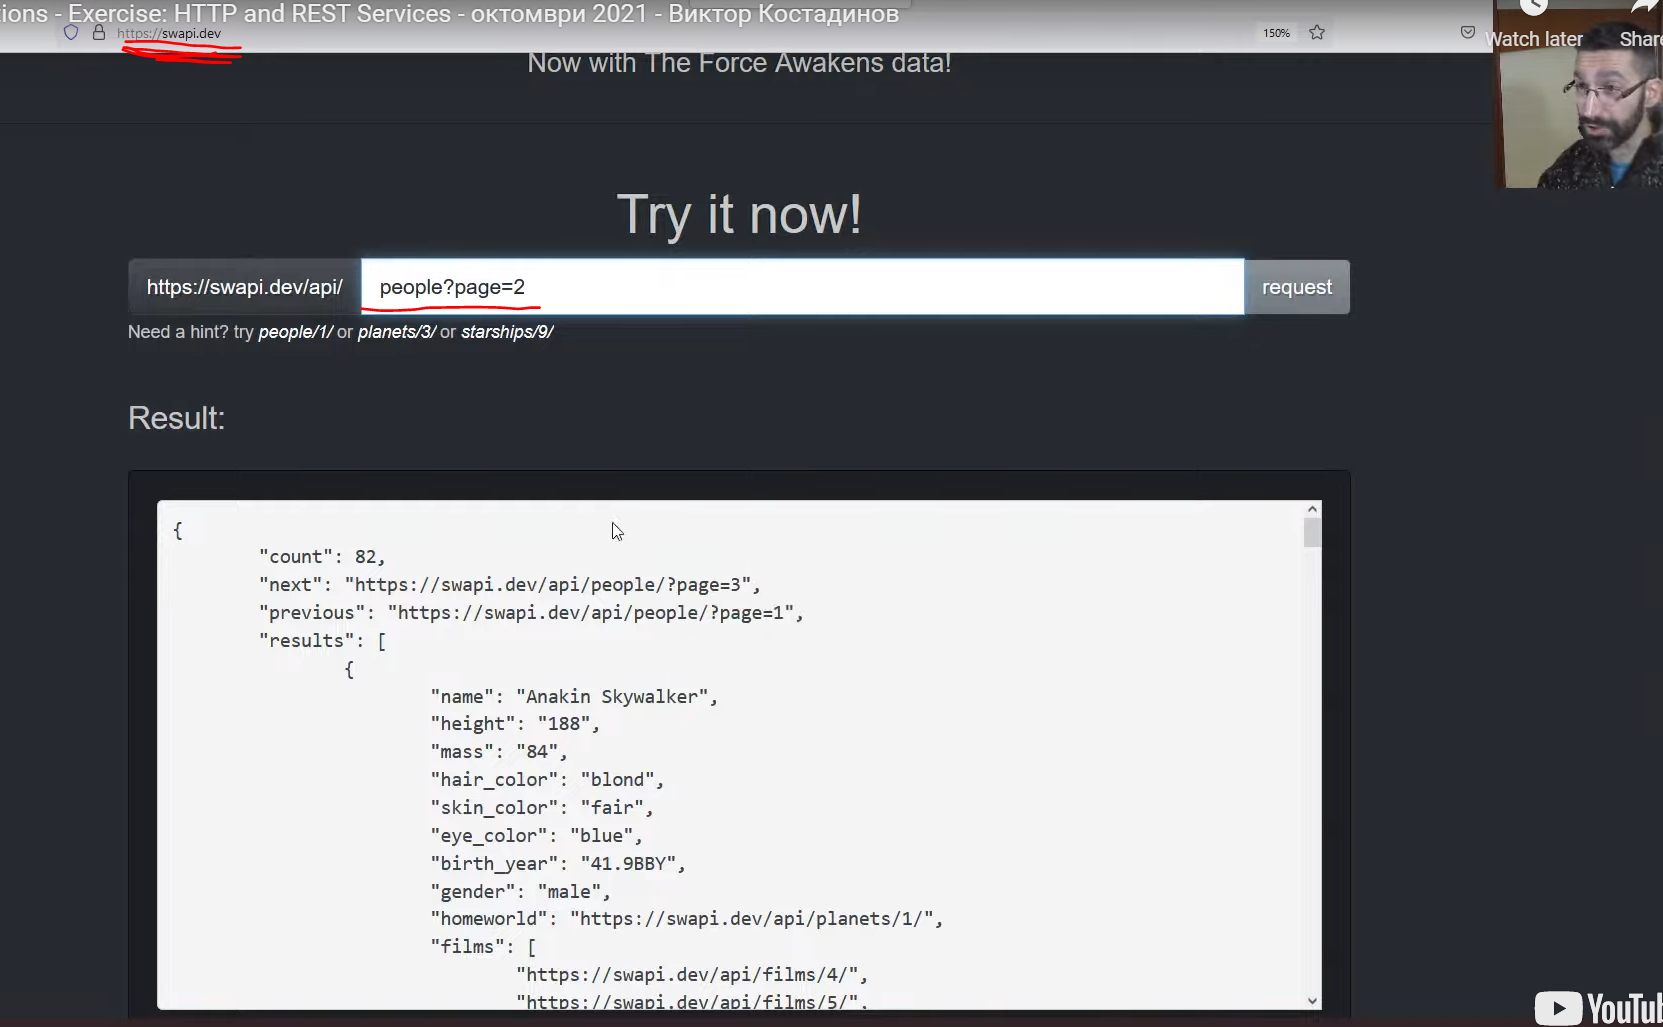 tions - Exercise: HTTP and REST Services - октомври 2021 - Виктор Костадинов
https://swapi.dev
150%
Watch later
Share
Now with The Force Awakens data!
Try it now!
https://swapi.dev/api/
people?page=2
request
Need a hint? try people/1/ or planets/3/ or starships/9/
Result:
{
"count": 82,
"next": "https://swapi.dev/api/people/?page=3",
"previous": "https://swapi.dev/api/people/?page=1",
"results": [
{
"name": "Anakin Skywalker",
"height": "188",
"mass": "84",
"hair_color": "blond",
"skin_color": "fair",
"eye_color": "blue",
"birth_year": "41.9BBY",
"gender": "male",
"homeworld": "https://swapi.dev/api/planets/1/",
"films": [
"https://swapi.dev/api/films/4/",
"https://swapi.dev/api/films/5/",
YouTub